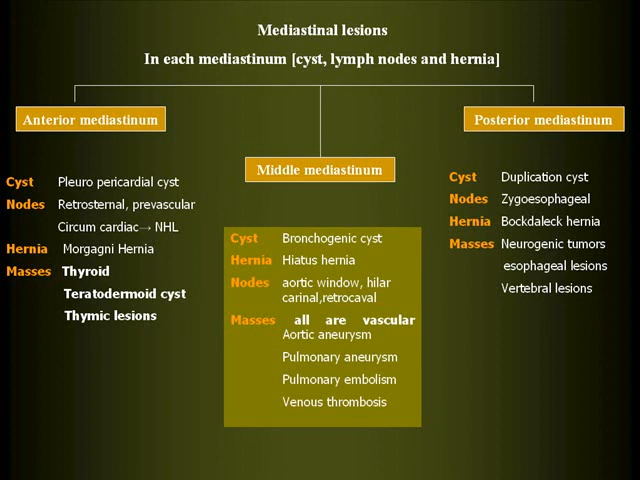 Mediastinal lesions
In each mediastinum [cyst, lymph nodes and hernia]
Anterior mediastinum
Cyst Pleuro pericardial cyst
Nodes Retrosternal, prevascular
Circum cardiac→ NHL
Hernia Morgagni Hernia
Masses Thyroid
Teratodermoid cyst
Thymic lesions
Middle mediastinum
Cyst Bronchogenic cyst
Hernia Hiatus hernia
Nodes aortic window, hilar
carinal,retrocaval
Masses all are vascular
Aortic aneurysm
Pulmonary aneurysm
Pulmonary embolism
Venous thrombosis
Posterior mediastinum
Cyst Duplication cyst
Nodes Zygoesophageal
Hernia Bockdaleck hernia
Masses Neurogenic tumors
esophageal lesions
Vertebral lesions